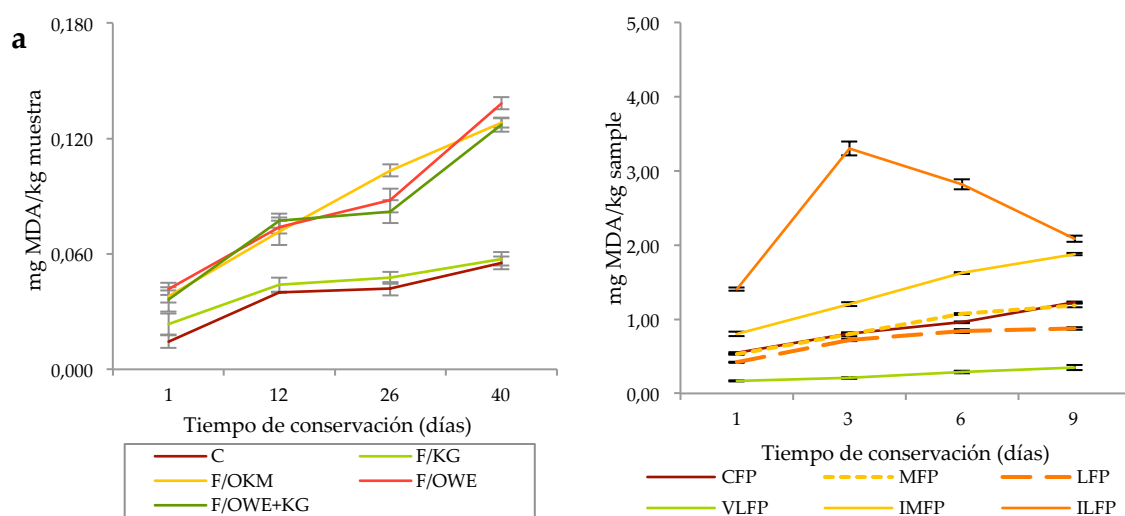 a
mg MDA/kg muestra
0,180
0,120
0,060
0,000
1 12 26 40
Tiempo de conservación (días)
C F/KG
F/OKM F/OWE
F/OWE+KG
mg MDA/kg sample
5,00
4,00
3,00
2,00
1,00
0,00
1 3 6 9
Tiempo de conservación (días)
CFP MFP LFP
VLFP IMFP ILFP